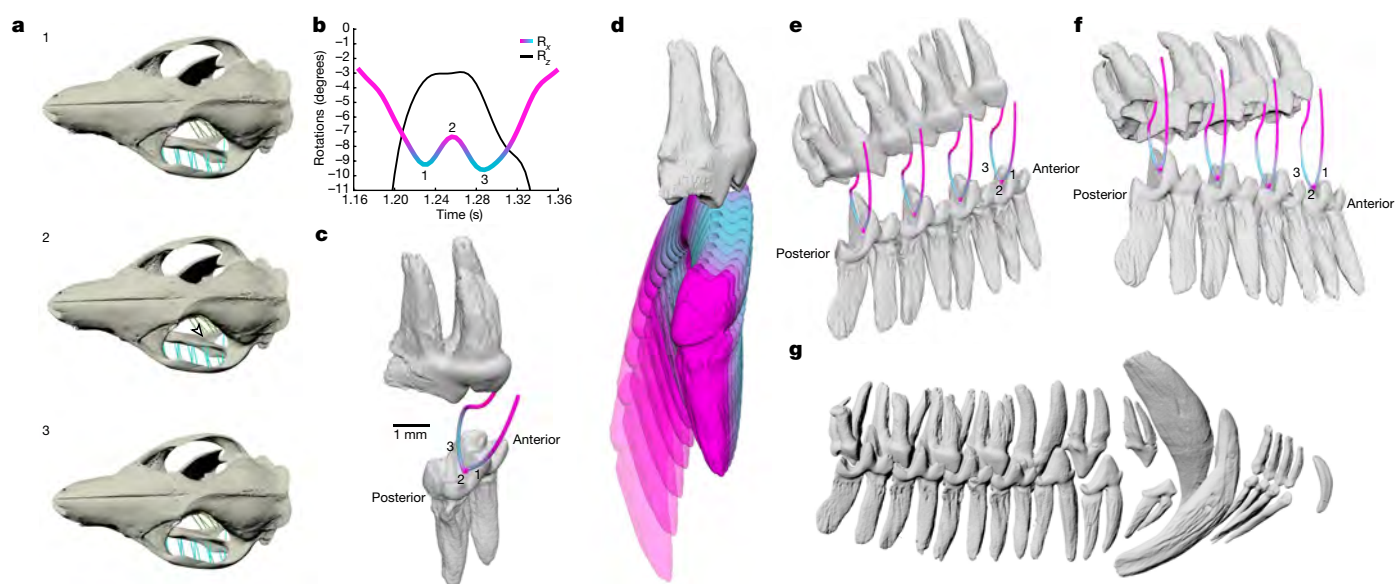 a
1
2
3
b
Rotations (degrees)
0
–1
–2
–3
–4
–5
–6
–7
–8
–9
–10
–11
Rx
Rz
1
2
3
1.16 1.20 1.24 1.28 1.32 1.36
Time (s)
c
1 mm
3
Anterior
2
1
Posterior
d
e
3
1
Anterior
2
Posterior
f
3
1
2
Posterior
Anterior
g